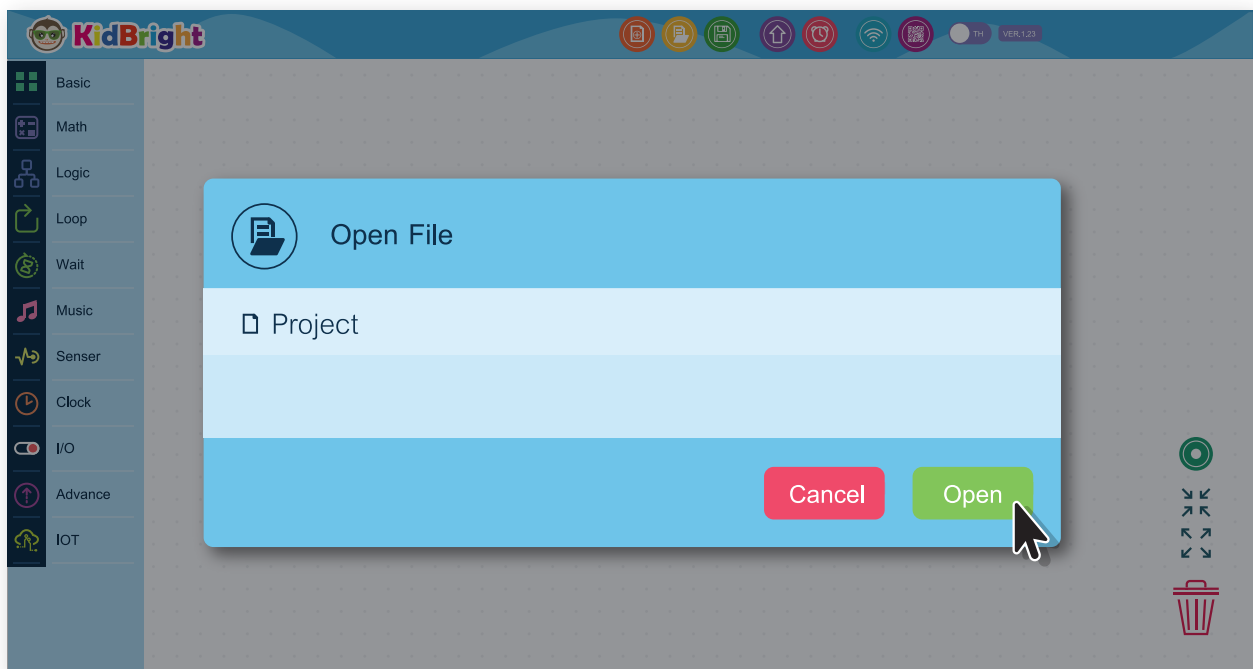 KidBright
TH
VER.1.23
Basic
Math
Logic
Loop
Wait
Music
Senser
Clock
I/O
Advance
IOT
Open File
Project
Cancel
Open